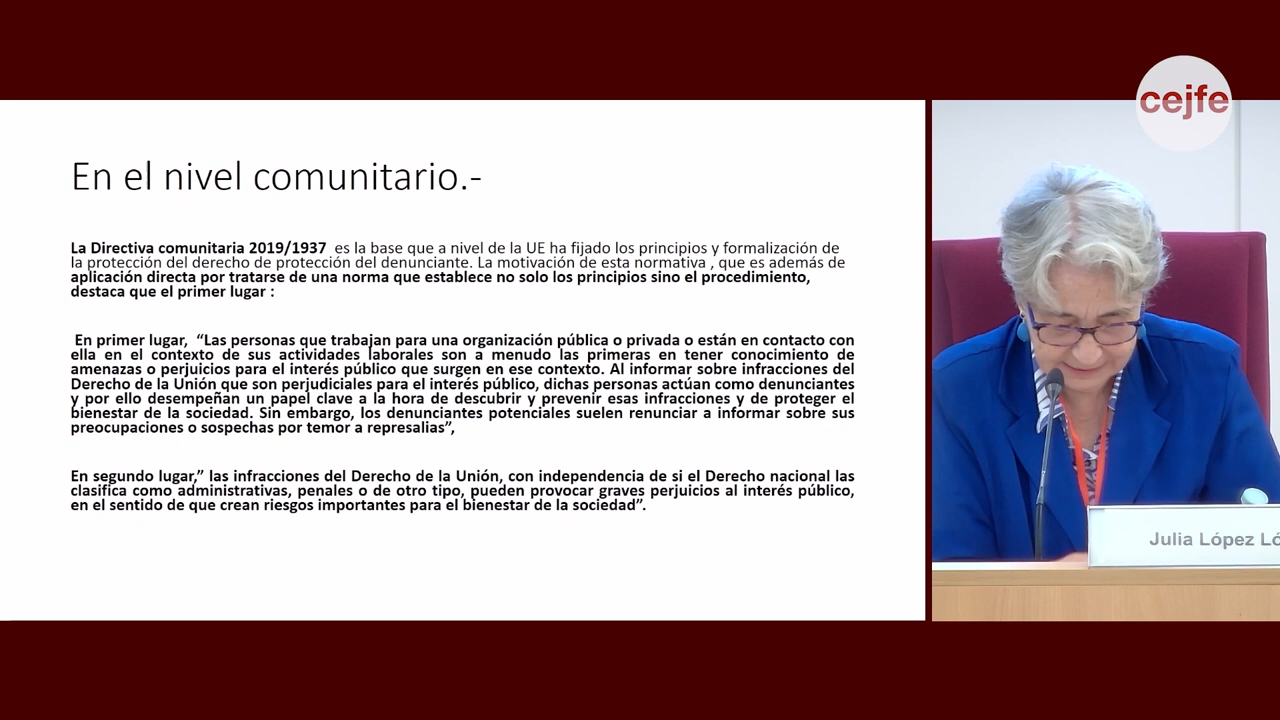 cejfe
En el nivel comunitario.-
La Directiva comunitaria 2019/1937 es la base que a nivel de la UE ha fijado los principios y formalización de
la protección del derecho de protección del denunciante. La motivación de esta normativa , que es además de
aplicación directa por tratarse de una norma que establece no solo los principios sino el procedimiento,
destaca que el primer lugar :
En primer lugar, “Las personas que trabajan para una organización pública o privada o están en contacto con
ella en el contexto de sus actividades laborales son a menudo las primeras en tener conocimiento de
amenazas o perjuicios para el interés público que surgen en ese contexto. Al informar sobre infracciones del
Derecho de la Unión que son perjudiciales para el interés público, dichas personas actúan como denunciantes
y por ello desempeñan un papel clave a la hora de descubrir y prevenir esas infracciones y de proteger el
bienestar de la sociedad. Sin embargo, los denunciantes potenciales suelen renunciar a informar sobre sus
preocupaciones o sospechas por temor a represalias”,
En segundo lugar,” las infracciones del Derecho de la Unión, con independencia de si el Derecho nacional las
clasifica como administrativas, penales o de otro tipo, pueden provocar graves perjuicios al interés público,
en el sentido de que crean riesgos importantes para el bienestar de la sociedad”.
Julia López Ló